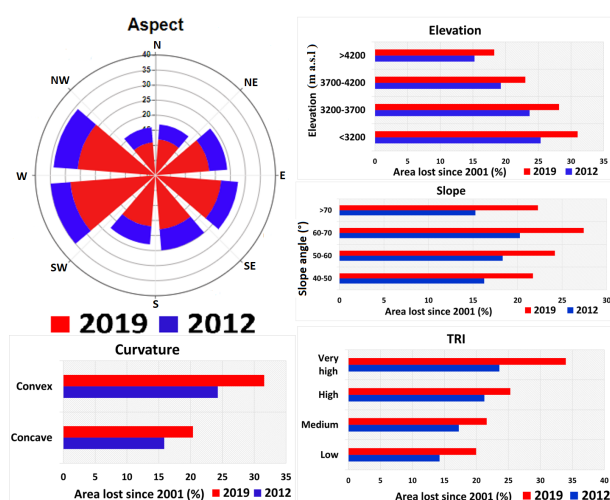 Aspect
N
NE
E
SE
S
SW
W
NW
40
35
30
25
20
15
10
2019 2012
Elevation
Elevation (m a.s.l)
>4200
3700-4200
3200-3700
<3200
0 5 10 15 20 25 30 35
Area lost since 2001 (%)
2019 2012
Slope
Slope angle (°)
>70
60-70
50-60
40-50
0 5 10 15 20 25 30
Area lost since 2001 (%)
2019 2012
Curvature
Convex
Concave
0 5 10 15 20 25 30 35
Area lost since 2001 (%)
2019 2012
TRI
Very
high
High
Medium
Low
0 5 10 15 20 25 30 35 40
Area lost since 2001 (%)
2019 2012